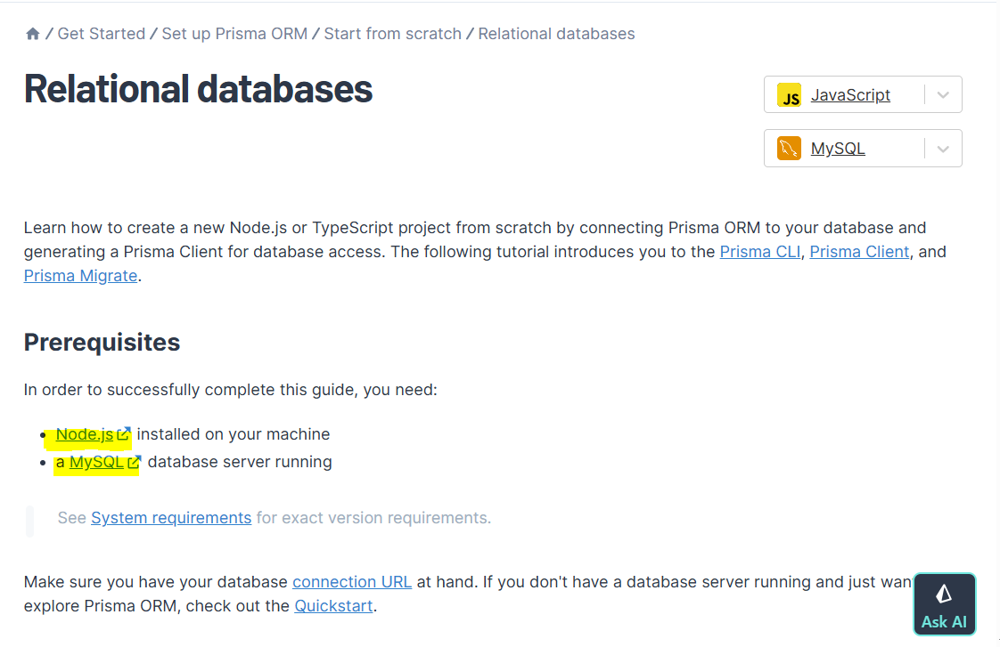 / Get Started / Set up Prisma ORM / Start from scratch / Relational databases
Relational databases
JS JavaScript
MySQL
Learn how to create a new Node.js or TypeScript project from scratch by connecting Prisma ORM to your database and
generating a Prisma Client for database access. The following tutorial introduces you to the Prisma CLI, Prisma Client, and
Prisma Migrate.
Prerequisites
In order to successfully complete this guide, you need:
• Node.js installed on your machine
• a MySQL database server running
See System requirements for exact version requirements.
Make sure you have your database connection URL at hand. If you don't have a database server running and just
explore Prisma ORM, check out the Quickstart.
Ask AI